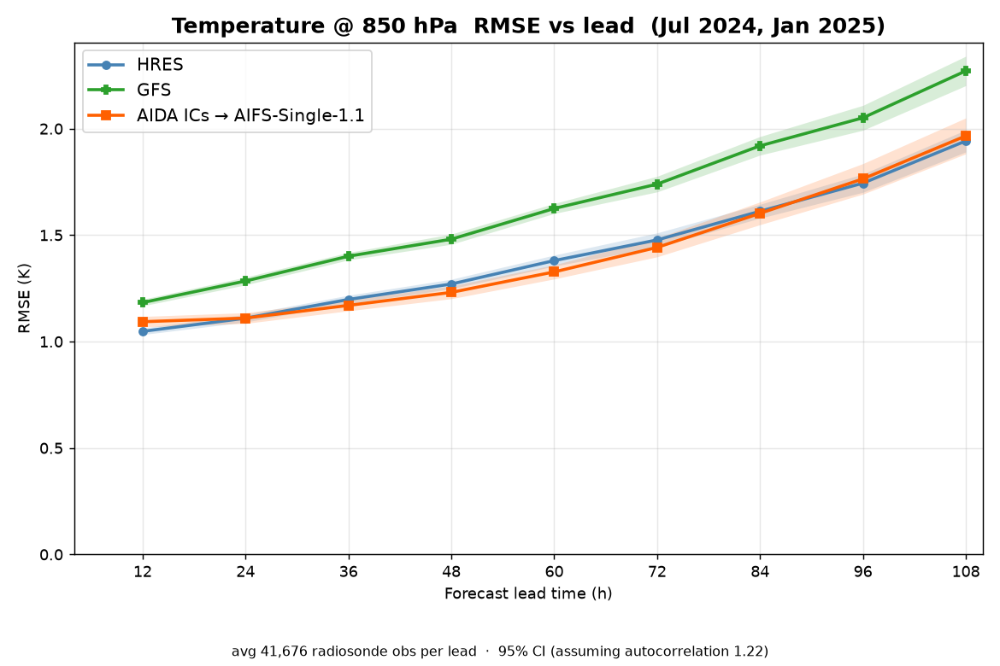 Temperature @ 850 hPa  RMSE vs lead  (Jul 2024, Jan 2025)
HRES
GFS
AIDA ICs → AIFS-Single-1.1
RMSE (K)
2.0
1.5
1.0
0.5
0.0
12 24 36 48 60 72 84 96 108
Forecast lead time (h)
avg 41,676 radiosonde obs per lead  ·  95% CI (assuming autocorrelation 1.22)